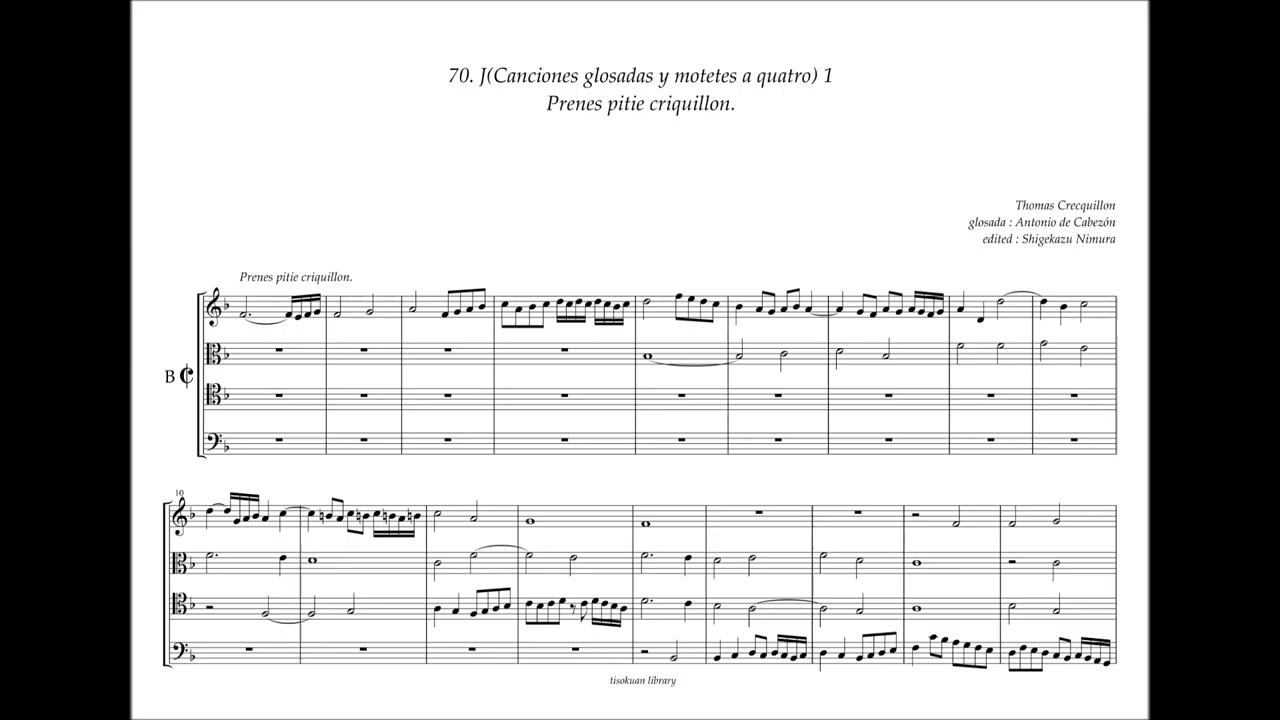 70. J(Canciones glosadas y motetes a quatro) 1
Prenes pitie criquillon.
Thomas Crecquillon
glosada : Antonio de Cabezón
edited : Shigekazu Nimura
Prenes pitie criquillon.
B
10
tisokuan library